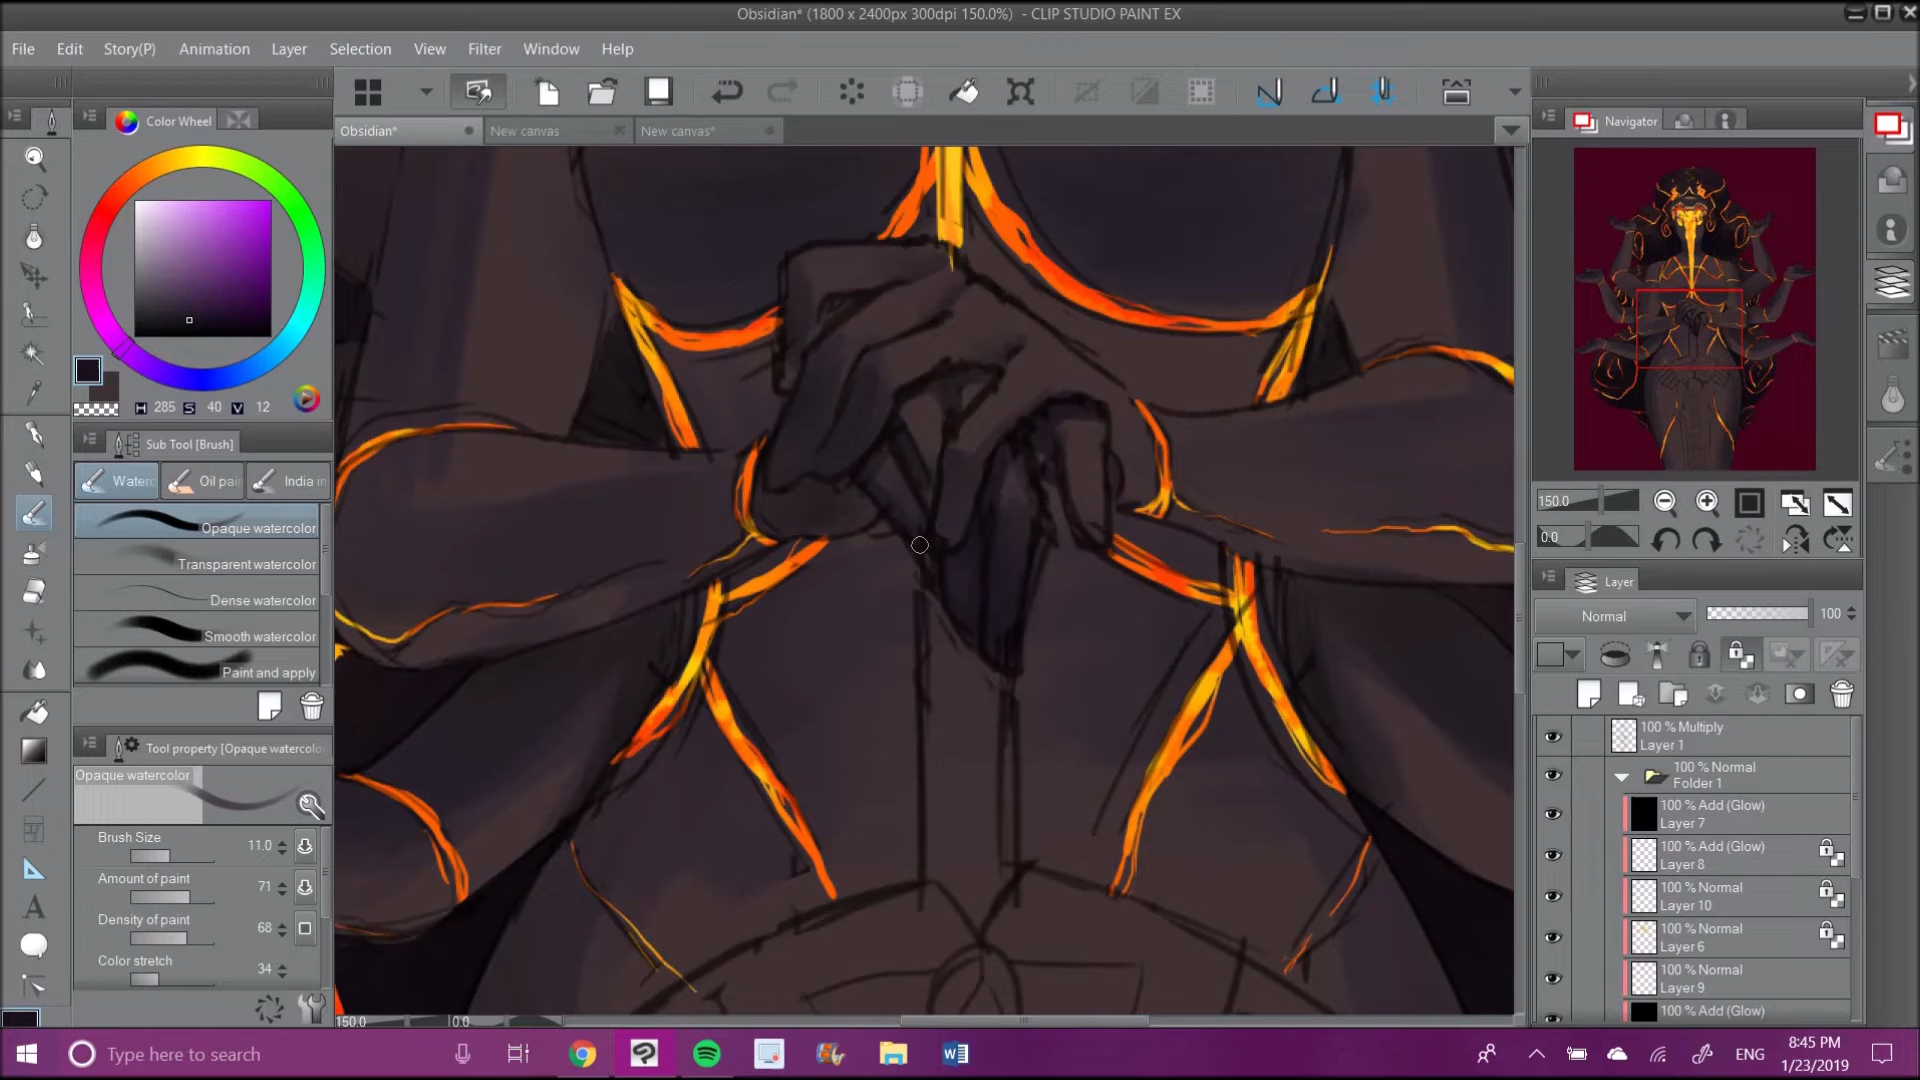 Obsidian* (1800 x 2400px 300dpi 150.0%) - CLIP STUDIO PAINT EX
File Edit Story(P) Animation Layer Selection View Filter Window Help
Color Wheel
Obsidian* New canvas New canvas*
Navigator
H 285 S 40 V 12
Sub Tool [Brush]
Waterc Oil pai India in
Opaque watercolor
Transparent watercolor
Dense watercolor
Smooth watercolor
Paint and apply
Tool property [Opaque watercolo
Opaque watercolor
Brush Size 11.0
Amount of paint 71
Density of paint 68
Color stretch 34
150.0 0.0
150.0
0.0
Layer
Normal 100
100 % Multiply
Layer 1
100 % Normal
Folder 1
100 % Add (Glow)
Layer 7
100 % Add (Glow)
Layer 8
100 % Normal
Layer 10
100 % Normal
Layer 6
100 % Normal
Layer 9
100 % Add (Glow)
Type here to search
ENG
8:45 PM
1/23/2019